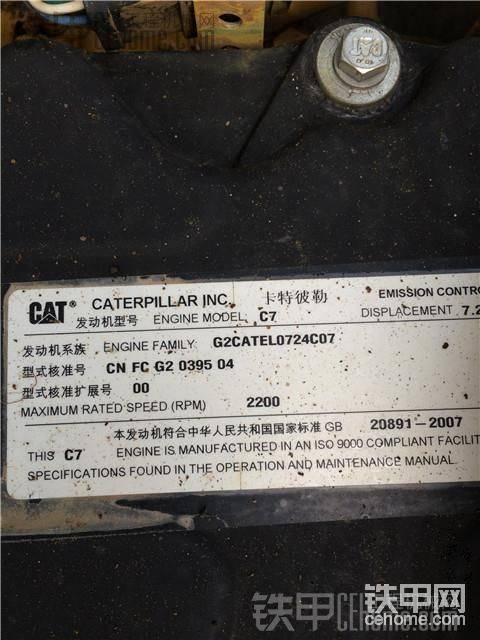 CAT® CATERPILLAR INC. 卡特彼勒 EMISSION CONTRO
发动机型号 ENGINE MODEL C7 DISPLACEMENT 7.2
发动机系族 ENGINE FAMILY G2CATEL0724C07
型式核准号 CN FC G2 0395 04
型式核准扩展号 00
MAXIMUM RATED SPEED (RPM) 2200
本发动机符合中华人民共和国国家标准 GB 20891-2007
THIS C7 ENGINE IS MANUFACTURED IN AN ISO 9000 COMPLIANT FACILIT
SPECIFICATIONS FOUND IN THE OPERATION AND MAINTENANCE MANUAL.
铁甲网
cehome.com